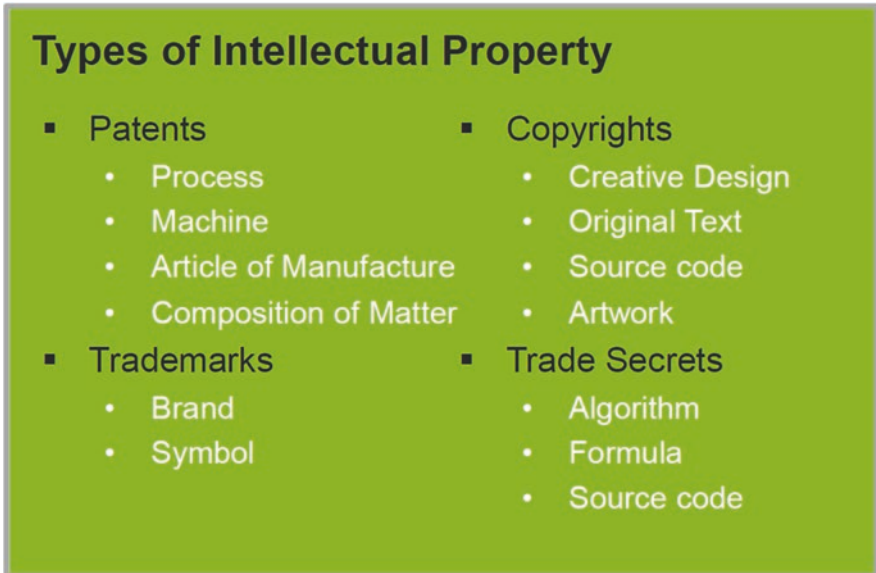 Types of Intellectual Property
▪ Patents
• Process
• Machine
• Article of Manufacture
• Composition of Matter
▪ Trademarks
• Brand
• Symbol
▪ Copyrights
• Creative Design
• Original Text
• Source code
• Artwork
▪ Trade Secrets
• Algorithm
• Formula
• Source code